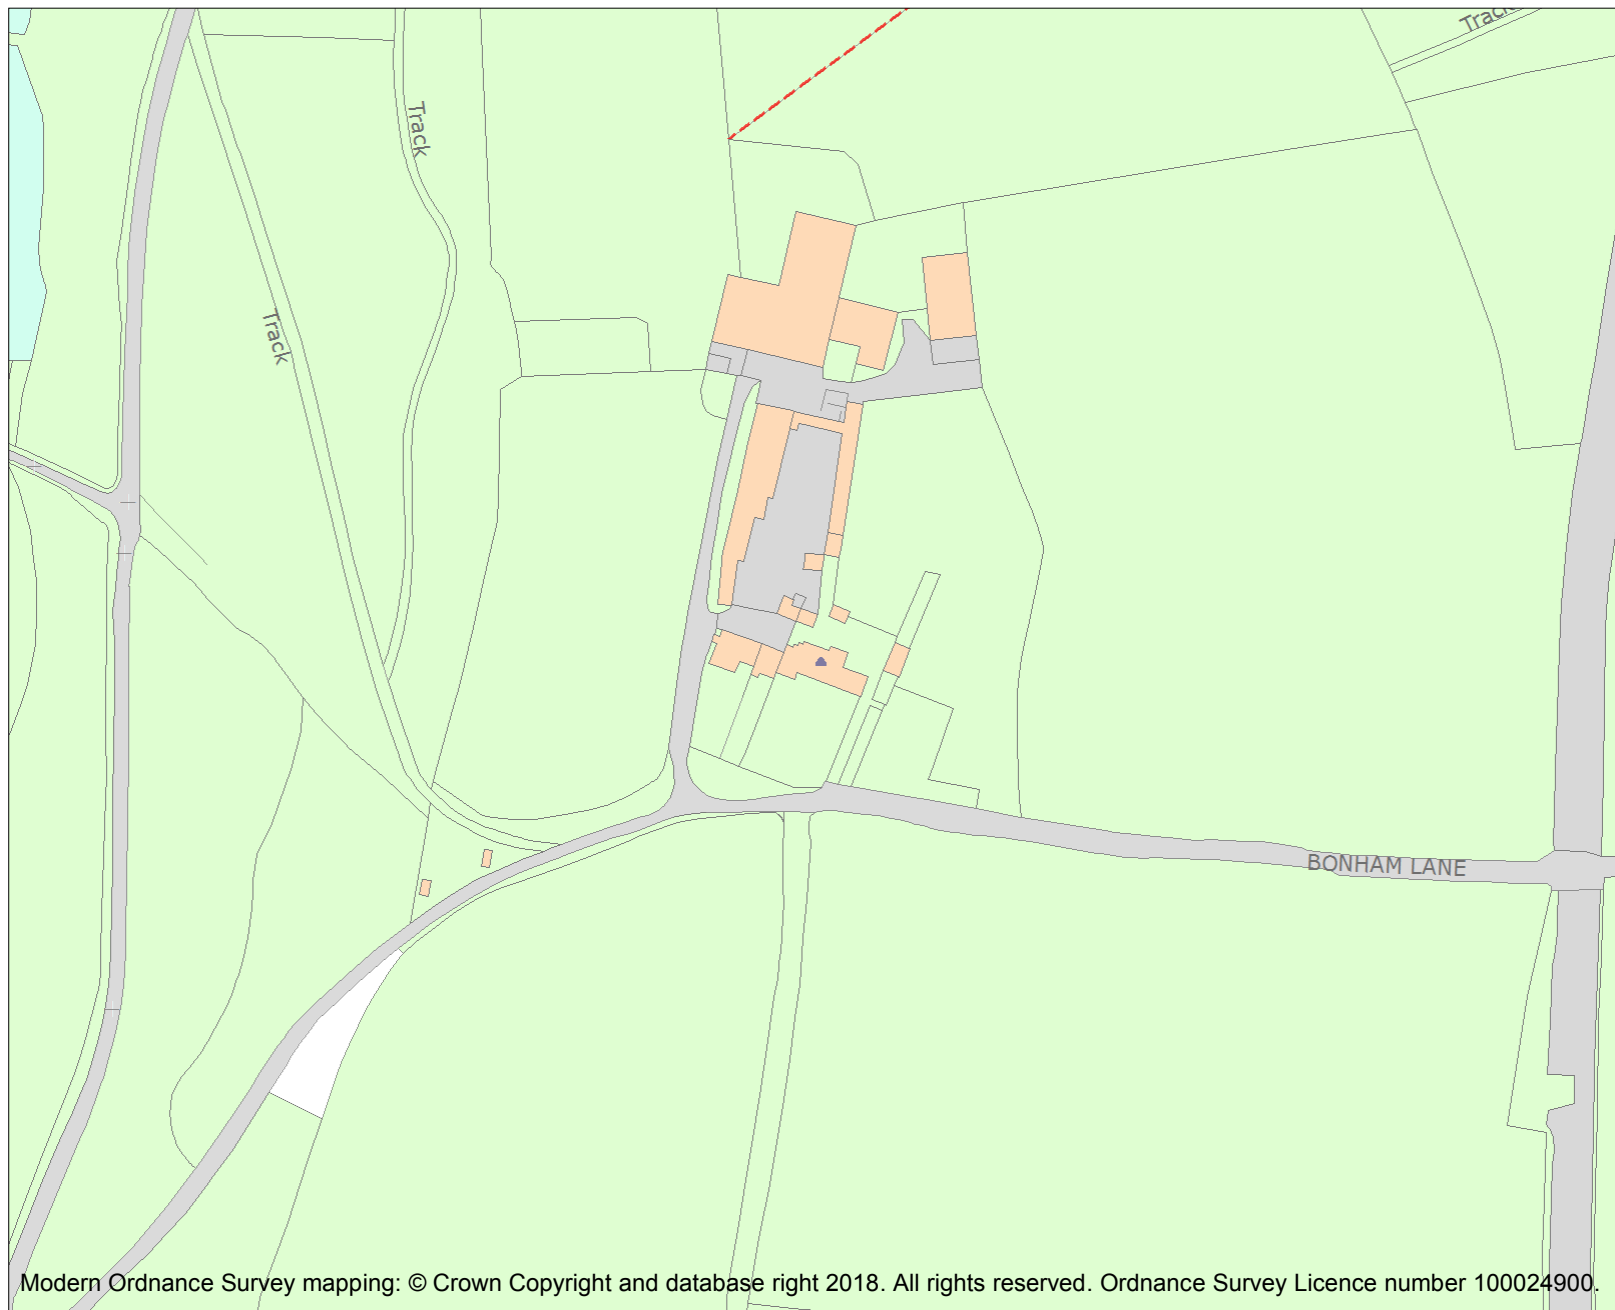 Track
Track
Track
BONHAM LANE
Modern Ordnance Survey mapping: © Crown Copyright and database right 2018. All rights reserved. Ordnance Survey Licence number 100024900.